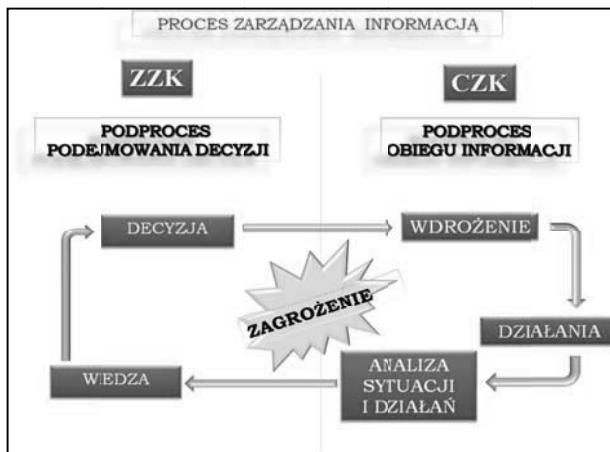 PROCES ZARZĄDZANIA INFORMACJĄ
ZZK
CZK
PODPROCES
PODEJMOWANIA DECYZJI
PODPROCES
OBIEGU INFORMACJI
DECYZJA
WDROŻENIE
ZAGROŻENIE
DZIAŁANIA
WIEDZA
ANALIZA
SYTUACJI
I DZIAŁAŃ